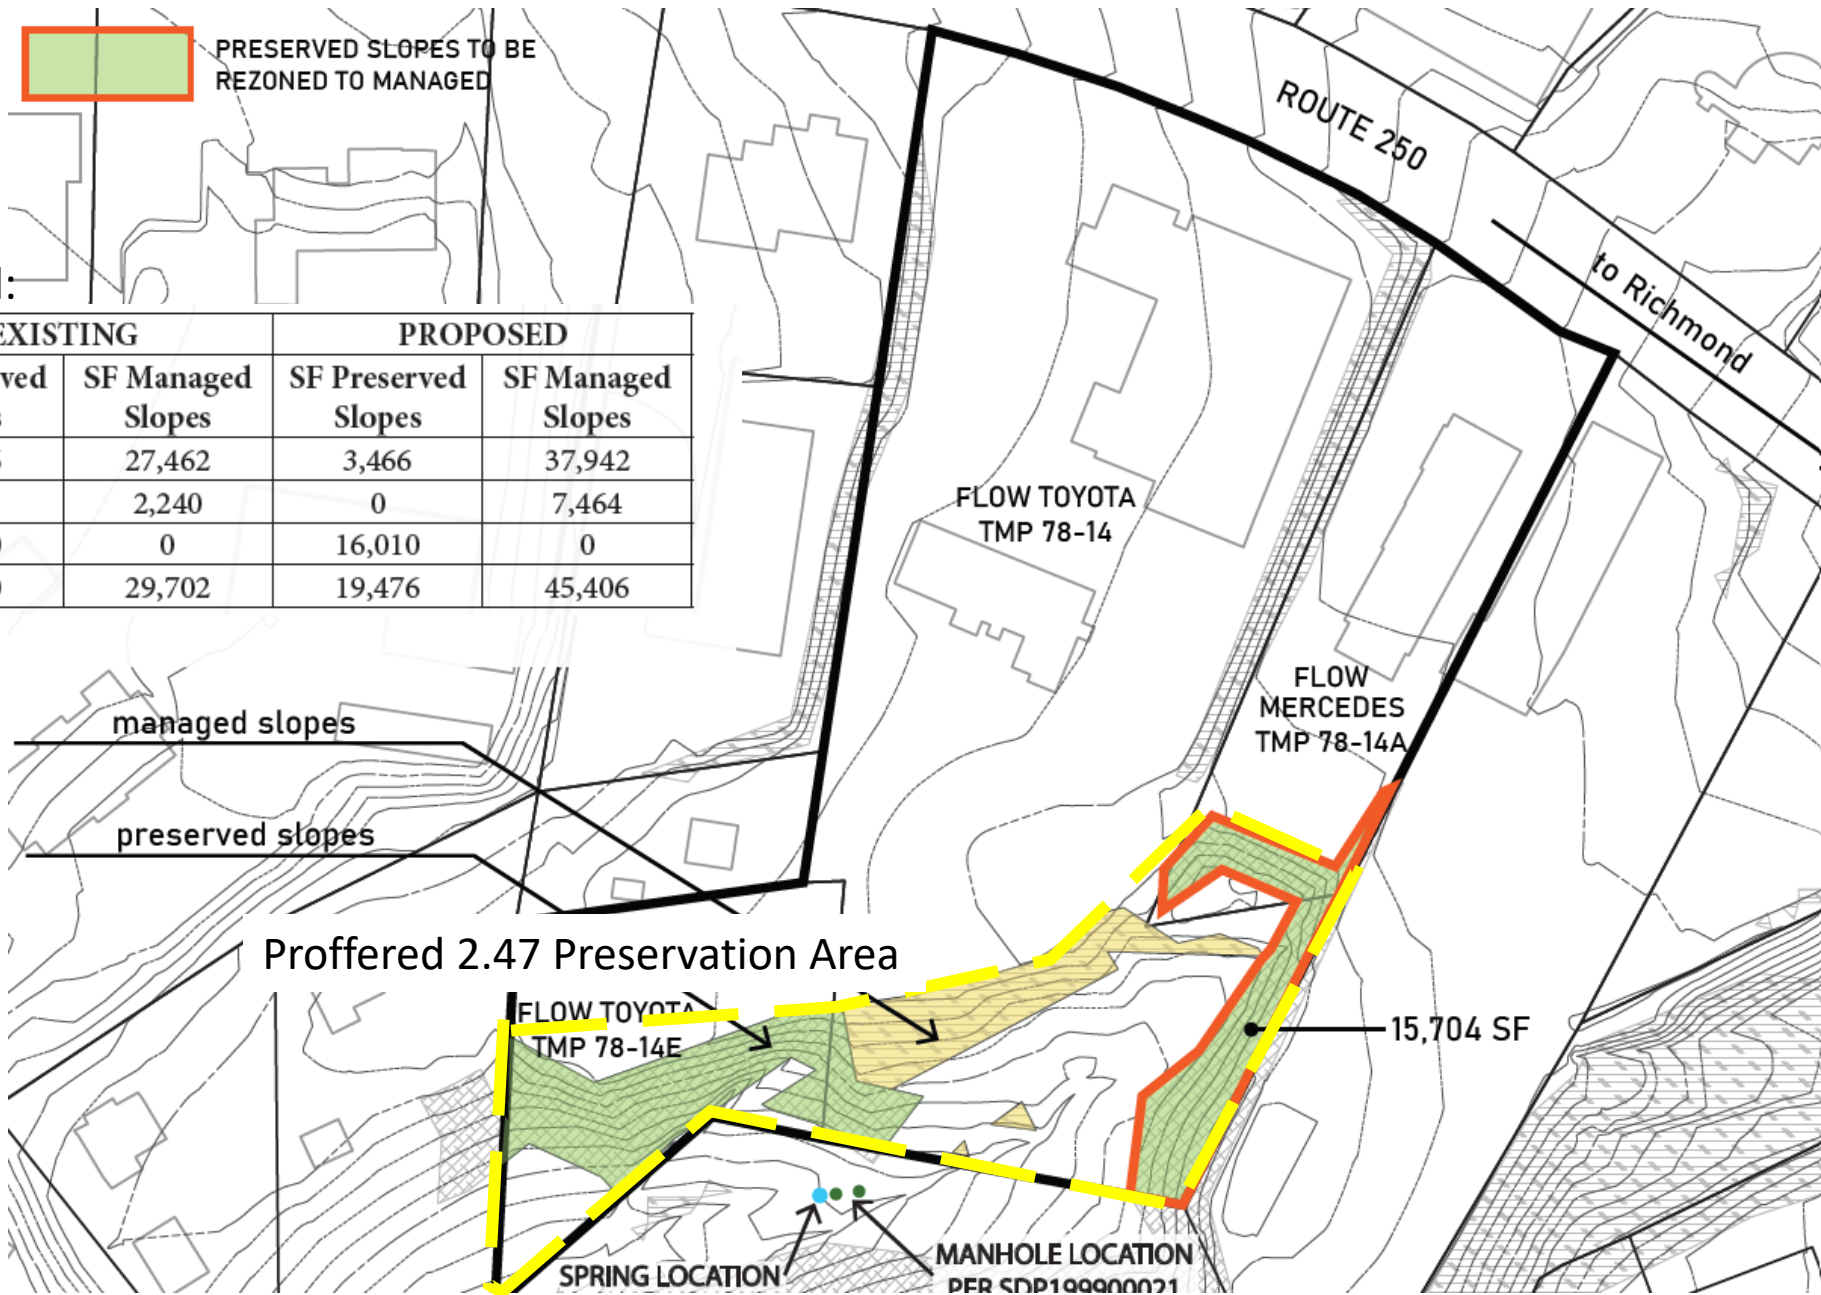 PRESERVED SLOPES TO BE
REZONED TO MANAGED
ROUTE 250
to Richmond
EXISTING PROPOSED
SF Managed SF Preserved SF Managed
Slopes Slopes Slopes
27,462 3,466 37,942
2,240 0 7,464
0 16,010 0
29,702 19,476 45,406
FLOW TOYOTA
TMP 78-14
FLOW
MERCEDES
TMP 78-14A
managed slopes
preserved slopes
Proffered 2.47 Preservation Area
FLOW TOYOTA
TMP 78-14E
15,704 SF
SPRING LOCATION
MANHOLE LOCATION
PER SDP199900021